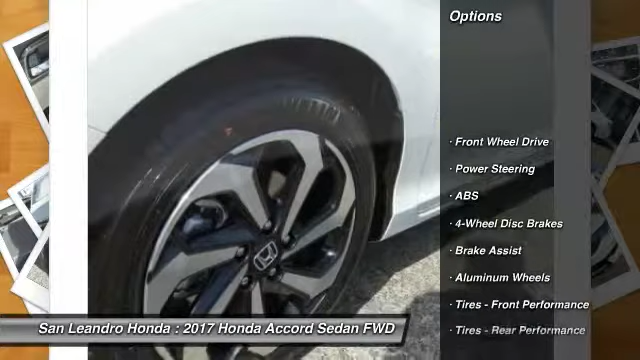 Options
· Front Wheel Drive
· Power Steering
· ABS
· 4-Wheel Disc Brakes
· Brake Assist
· Aluminum Wheels
· Tires - Front Performance
· Tires - Rear Performance
San Leandro Honda : 2017 Honda Accord Sedan FWD